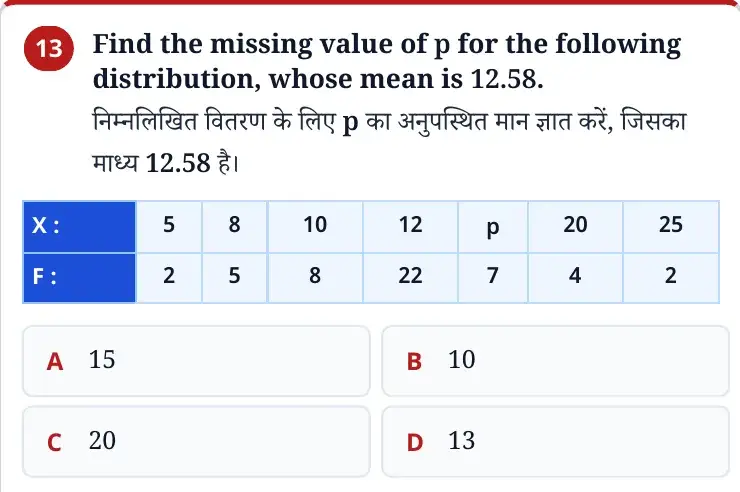 13 Find the missing value of p for the following
distribution, whose mean is 12.58.
निम्नलिखित वितरण के लिए p का अनुपस्थित मान ज्ञात करें, जिसका
माध्य 12.58 है।
X : 5 8 10 12 p 20 25
F : 2 5 8 22 7 4 2
A 15 B 10
C 20 D 13